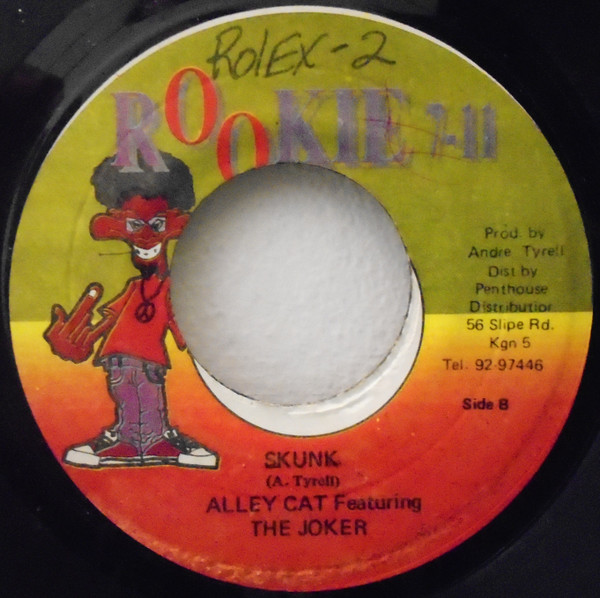 ROLEX-2
ROOKIE 7-11
Prod. by
Andre Tyrell
Dist by
Penthouse
Distributior
56 Slipe Rd.
Kgn 5
Tel. 92-97446
Side B
SKUNK
(A. Tyrell)
ALLEY CAT Featuring
THE JOKER